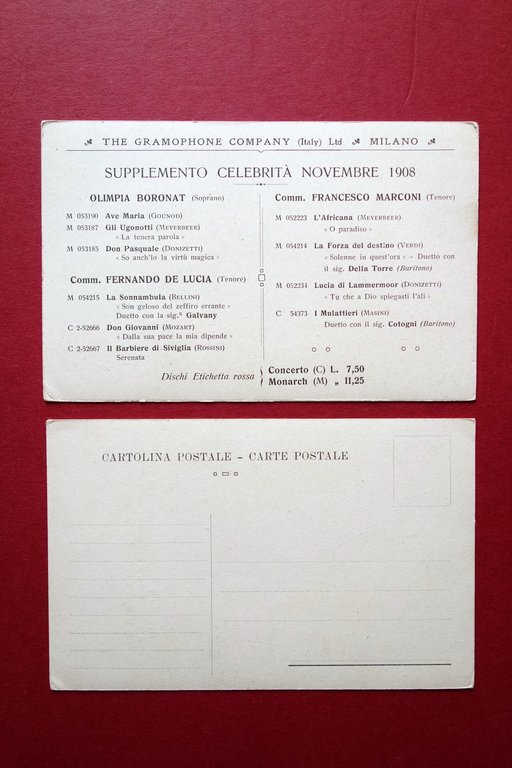 THE GRAMOPHONE COMPANY (Italy) Ltd MILANO
SUPPLEMENTO CELEBRITÀ NOVEMBRE 1908
OLIMPIA BORONAT (Soprano)
M 053190 Ave Maria (GOUNOD)
M 053187 Gli Ugonotti (MEYERBEER)
« La tenera parola »
M 053185 Don Pasquale (DONIZETTI)
« So anch'io la virtù magica »
Comm. FERNANDO DE LUCIA (Tenore)
M 054215 La Sonnambula (BELLINI)
« Son geloso del zeffiro errante »
Duetto con la sig.ª Galvany
C 2-52666 Don Giovanni (MOZART)
« Dalla sua pace la mia dipende »
C 2-52667 Il Barbiere di Siviglia (ROSSINI)
Serenata
Comm. FRANCESCO MARCONI (Tenore)
M 052223 L'Africana (MEYERBEER)
« O paradiso »
M 054214 La Forza del destino (VERDI)
« Solenne in quest'ora » - Duetto con
il sig. Della Torre (Baritono)
M 052234 Lucia di Lammermoor (DONIZETTI)
« Tu che a Dio spiegasti l'ali »
C 54373 I Mulattieri (MASINI)
Duetto con il sig. Cotogni (Baritono)
Dischi Etichetta rossa
Concerto (C) L. 7,50
Monarch (M) „ 11,25
CARTOLINA POSTALE - CARTE POSTALE